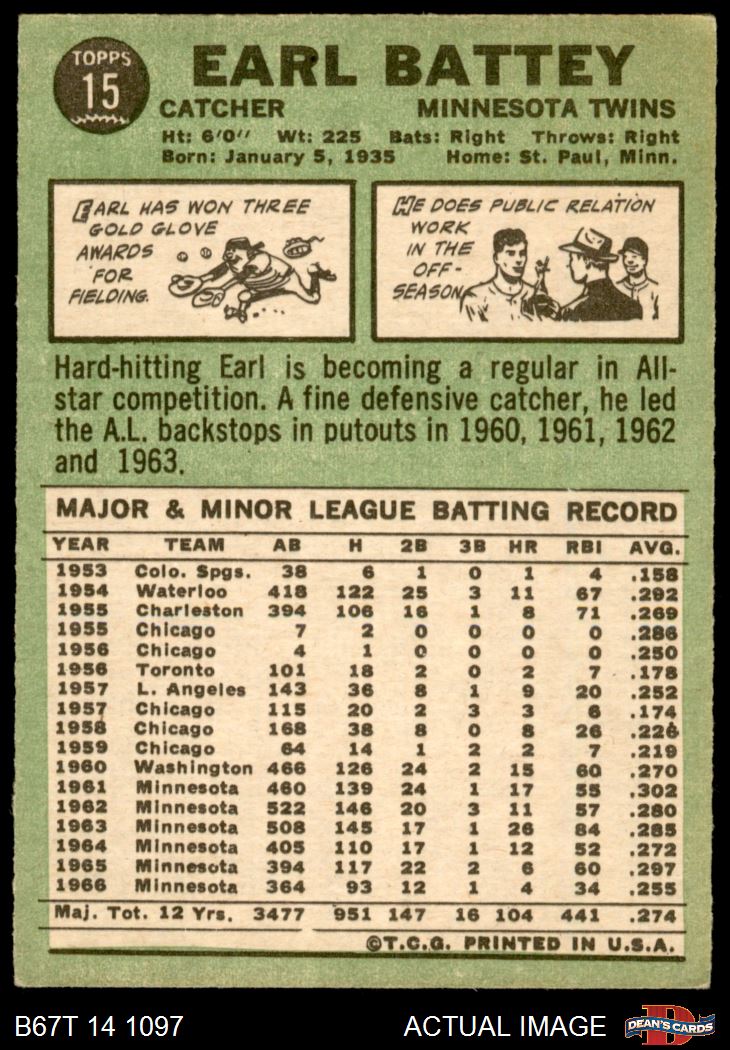 TOPPS
15
EARL BATTEY
CATCHER MINNESOTA TWINS
Ht: 6'0" Wt: 225 Bats: Right Throws: Right
Born: January 5, 1935 Home: St. Paul, Minn.
EARL HAS WON THREE
GOLD GLOVE
AWARDS
FOR
FIELDING.
HE DOES PUBLIC RELATION
WORK
IN THE
OFF-
SEASON.
Hard-hitting Earl is becoming a regular in All-
star competition. A fine defensive catcher, he led
the A.L. backstops in putouts in 1960, 1961, 1962
and 1963.
MAJOR & MINOR LEAGUE BATTING RECORD
YEAR TEAM AB H 2B 3B HR RBI AVG.
1953 Colo. Spgs. 38 6 1 0 1 4 .158
1954 Waterloo 418 122 25 3 11 67 .292
1955 Charleston 394 106 16 1 8 71 .269
1955 Chicago 7 2 0 0 0 0 .286
1956 Chicago 4 1 0 0 0 0 .250
1956 Toronto 101 18 2 0 2 7 .178
1957 L. Angeles 143 36 8 1 9 20 .252
1957 Chicago 115 20 2 3 3 6 .174
1958 Chicago 168 38 8 0 8 26 .226
1959 Chicago 64 14 1 2 2 7 .219
1960 Washington 466 126 24 2 15 60 .270
1961 Minnesota 460 139 24 1 17 55 .302
1962 Minnesota 522 146 20 3 11 57 .280
1963 Minnesota 508 145 17 1 26 84 .285
1964 Minnesota 405 110 17 1 12 52 .272
1965 Minnesota 394 117 22 2 6 60 .297
1966 Minnesota 364 93 12 1 4 34 .255
Maj. Tot. 12 Yrs. 3477 951 147 16 104 441 .274
©T.C.G. PRINTED IN U.S.A.
B67T 14 1097 ACTUAL IMAGE D DEAN'S CARDS